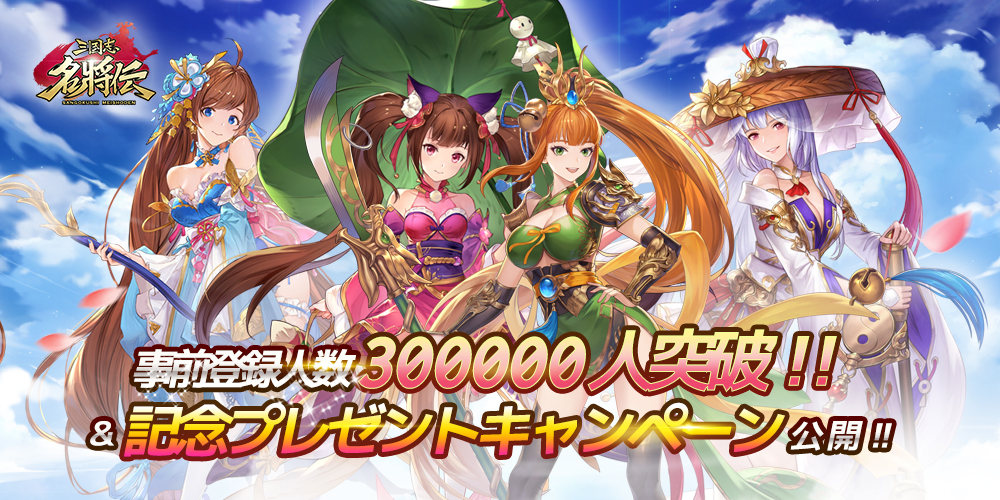 三国志
名将伝
SANGOKUSHI MEISHODEN
事前登録人数300000人突破!!
&記念プレゼントキャンペーン公開!!